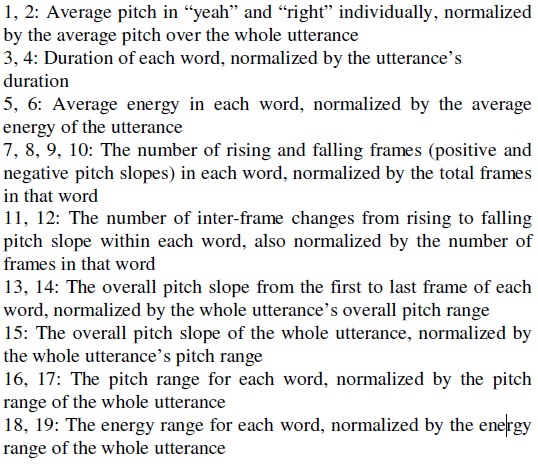 1, 2: Average pitch in “yeah” and “right” individually, normalized
by the average pitch over the whole utterance
3, 4: Duration of each word, normalized by the utterance’s
duration
5, 6: Average energy in each word, normalized by the average
energy of the utterance
7, 8, 9, 10: The number of rising and falling frames (positive and
negative pitch slopes) in each word, normalized by the total frames
in that word
11, 12: The number of inter-frame changes from rising to falling
pitch slope within each word, also normalized by the number of
frames in that word
13, 14: The overall pitch slope from the first to last frame of each
word, normalized by the whole utterance’s overall pitch range
15: The overall pitch slope of the whole utterance, normalized by
the whole utterance’s pitch range
16, 17: The pitch range for each word, normalized by the pitch
range of the whole utterance
18, 19: The energy range for each word, normalized by the energy
range of the whole utterance